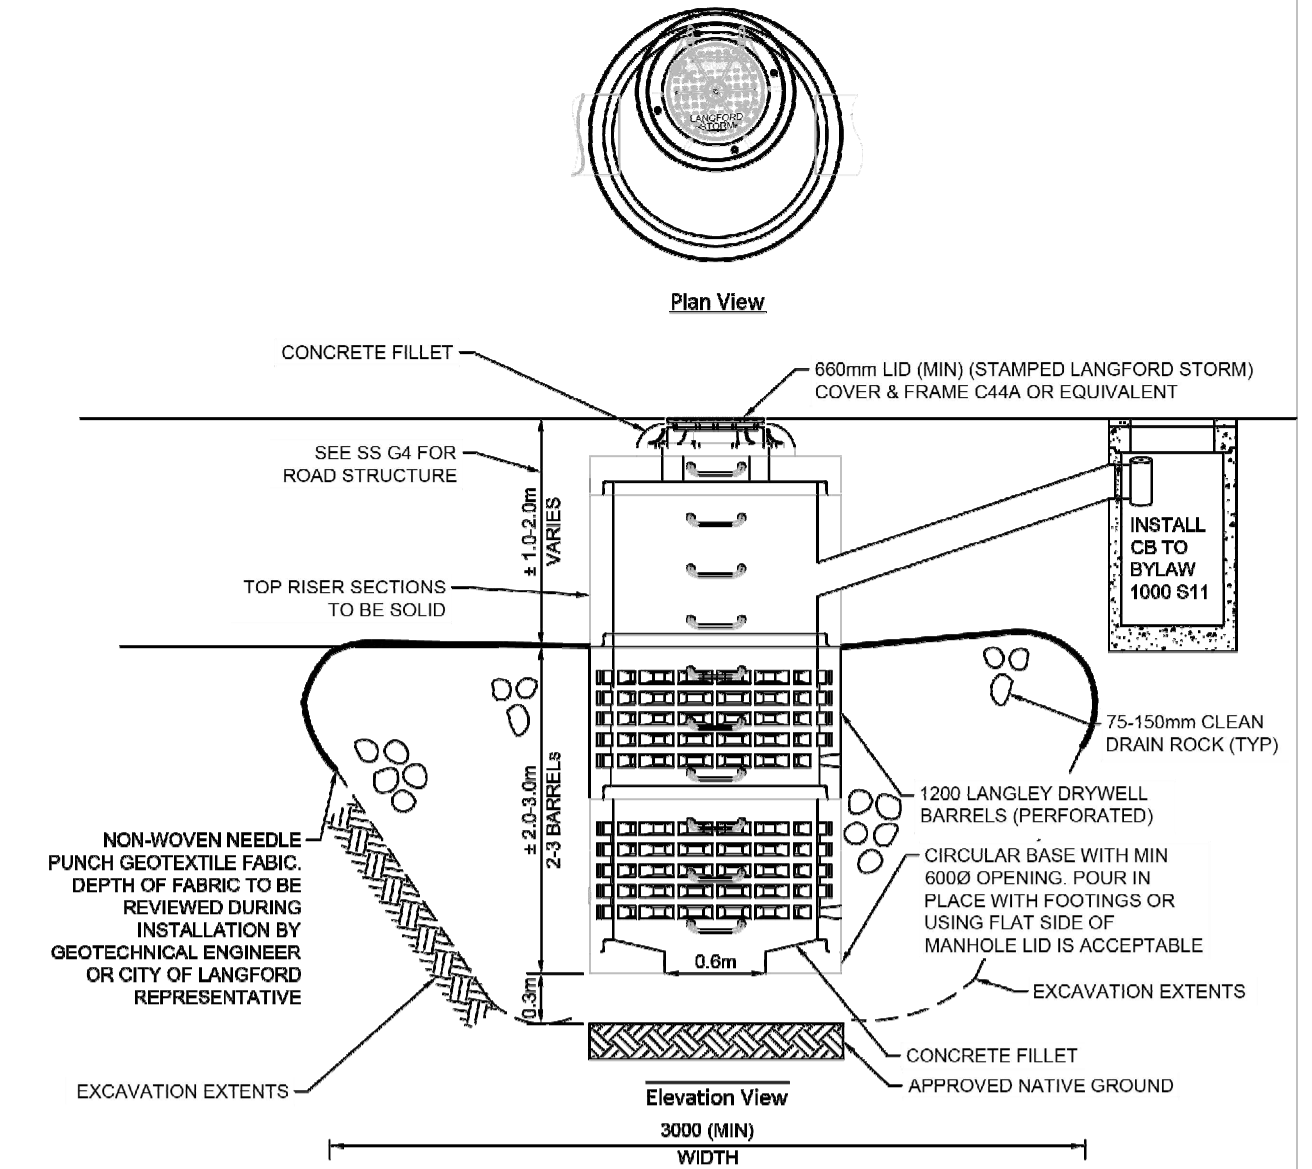 LANGFORD
STORM
Plan View
CONCRETE FILLET
660mm LID (MIN) (STAMPED LANGFORD STORM)
COVER & FRAME C44A OR EQUIVALENT
SEE SS G4 FOR
ROAD STRUCTURE
± 1.0-2.0m
VARIES
INSTALL
CB TO
BYLAW
1000 S11
TOP RISER SECTIONS
TO BE SOLID
75-150mm CLEAN
DRAIN ROCK (TYP)
± 2.0-3.0m
2-3 BARRELs
1200 LANGLEY DRYWELL
BARRELS (PERFORATED)
NON-WOVEN NEEDLE
PUNCH GEOTEXTILE FABIC.
DEPTH OF FABRIC TO BE
REVIEWED DURING
INSTALLATION BY
GEOTECHNICAL ENGINEER
OR CITY OF LANGFORD
REPRESENTATIVE
CIRCULAR BASE WITH MIN
600Ø OPENING. POUR IN
PLACE WITH FOOTINGS OR
USING FLAT SIDE OF
MANHOLE LID IS ACCEPTABLE
0.6m
0.3m
EXCAVATION EXTENTS
CONCRETE FILLET
APPROVED NATIVE GROUND
EXCAVATION EXTENTS
Elevation View
3000 (MIN)
WIDTH